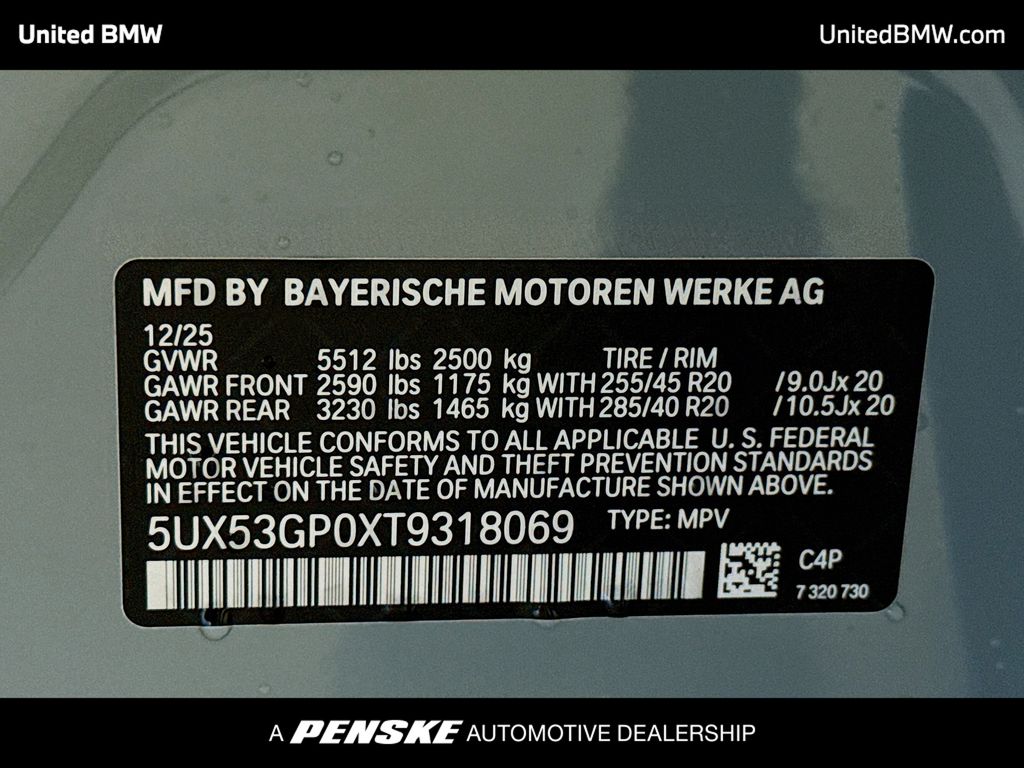 United BMW
UnitedBMW.com
MFD BY BAYERISCHE MOTOREN WERKE AG
12/25
GVWR 5512 lbs 2500 kg TIRE / RIM
GAWR FRONT 2590 lbs 1175 kg WITH 255/45 R20 /9.0Jx 20
GAWR REAR 3230 lbs 1465 kg WITH 285/40 R20 /10.5Jx 20
THIS VEHICLE CONFORMS TO ALL APPLICABLE U. S. FEDERAL
MOTOR VEHICLE SAFETY AND THEFT PREVENTION STANDARDS
IN EFFECT ON THE DATE OF MANUFACTURE SHOWN ABOVE.
5UX53GP0XT9318069 TYPE: MPV
C4P
7 320 730
A PENSKE AUTOMOTIVE DEALERSHIP